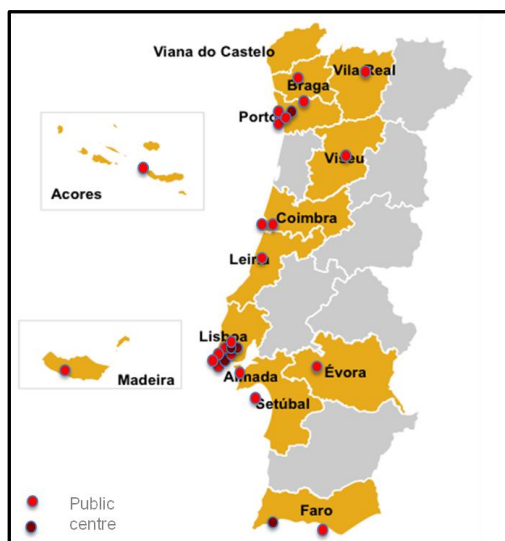 Viana do Castelo
Vila Real
Braga
Porto
Viseu
Acores
Coimbra
Leiria
Lisboa
Almada
Évora
Madeira
Setúbal
Faro
Public
centre